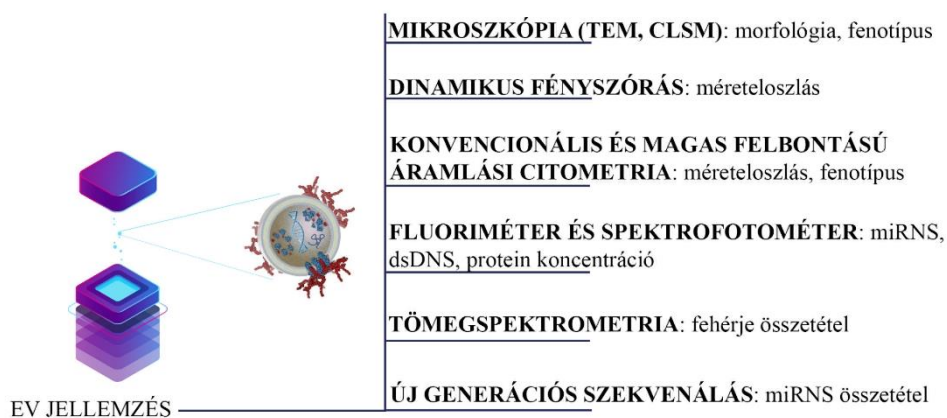 MIKROSZKÓPIA (TEM, CLSM): morfológia, fenotípus
DINAMIKUS FÉNYSZÓRÁS: méreteloszlás
KONVENCIONÁLIS ÉS MAGAS FELBONTÁSÚ
ÁRAMLÁSI CITOMETRIA: méreteloszlás, fenotípus
FLUORIMÉTER ÉS SPEKTROFOTOMÉTER: miRNS,
dsDNS, protein koncentráció
TÖMEGSPEKTROMETRIA: fehérje összetétel
ÚJ GENERÁCIÓS SZEKVENÁLÁS: miRNS összetétel
EV JELLEMZÉS